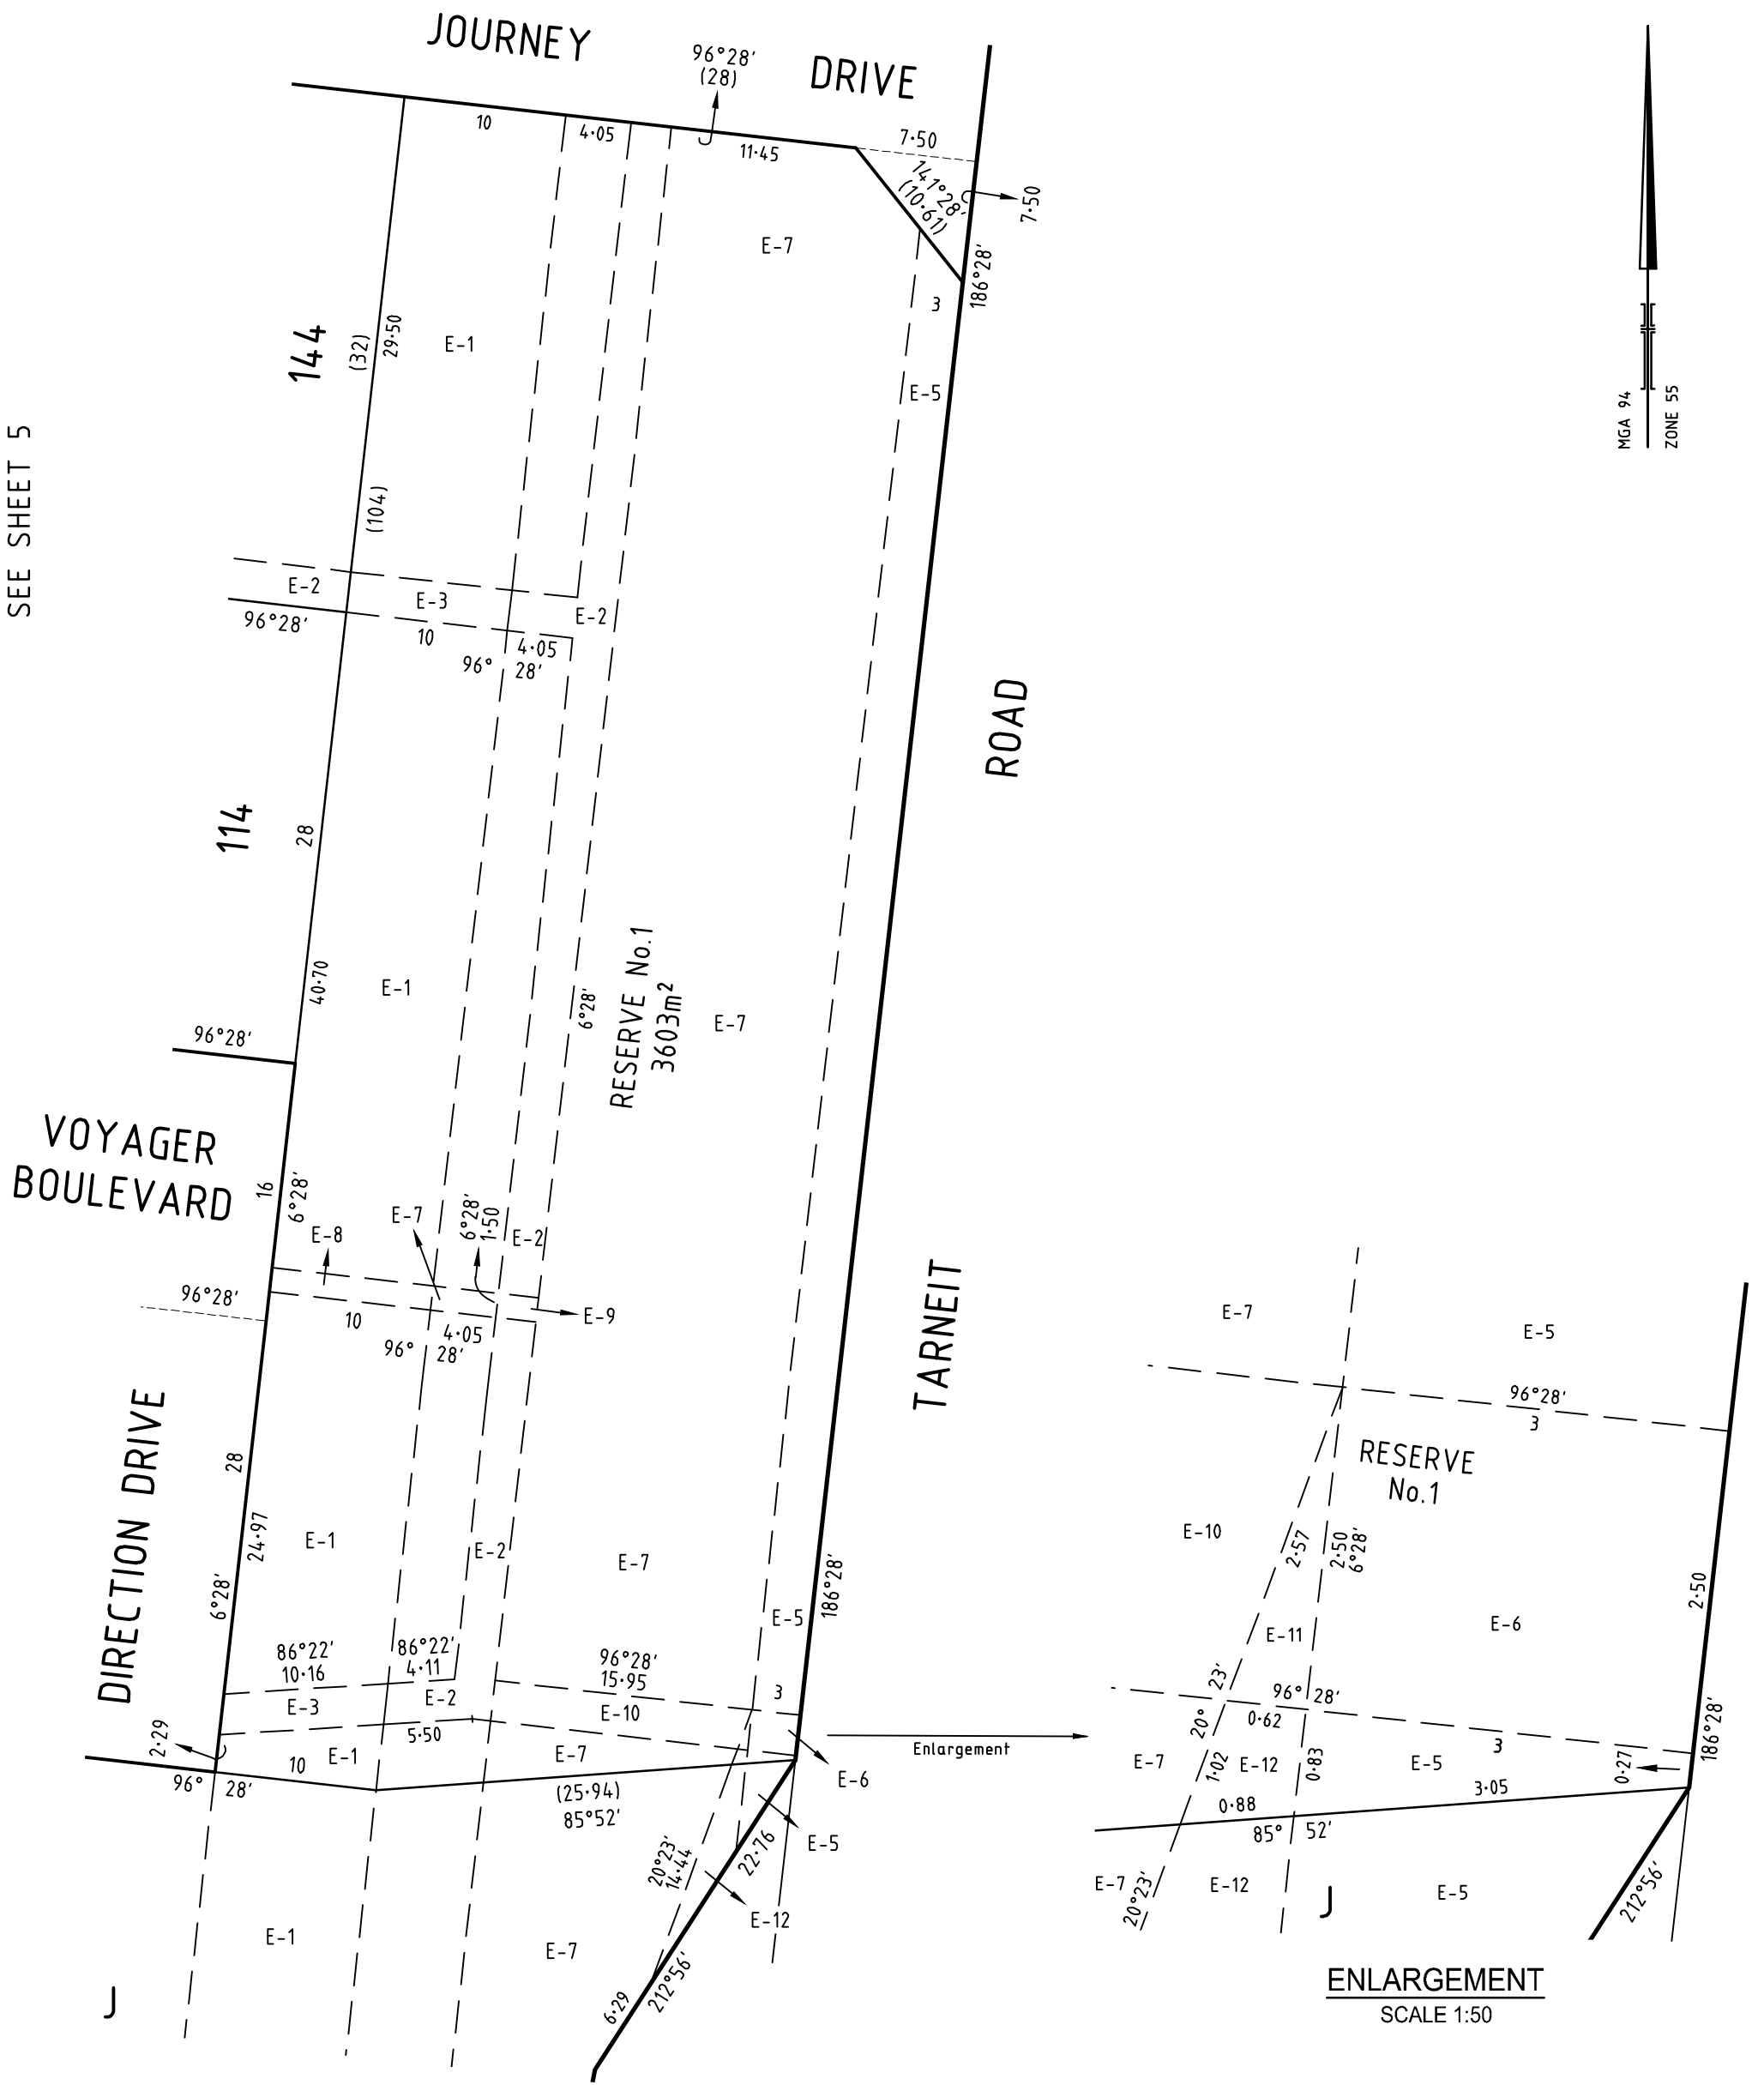 JOURNEY
DRIVE
96°28'
(28)
10
4·05
11·45
7·50
141°28'
(10·61)
7·50
186°28'
MGA 94
ZONE 55
SEE SHEET 5
144
(32)
29·50
E-1
E-7
3
E-5
(104)
E-2
E-3
E-2
96°28'
10
4·05
96° 28'
ROAD
114
28
40·70
E-1
6°28'
RESERVE No.1
3603m²
E-7
96°28'
VOYAGER
BOULEVARD
16
6°28'
E-8
E-7
6°28'
1·50
E-2
E-9
96°28'
10
4·05
96° 28'
TARNEIT
DIRECTION DRIVE
28
24·97
6°28'
E-1
E-2
E-7
E-5
186°28'
86°22'
10·16
86°22'
4·11
96°28'
15·95
3
E-3
E-2
E-10
2·29
5·50
E-1
E-7
10
96° 28'
(25·94)
85°52'
E-6
E-5
E-12
20°23'
14·44
22·76
212°56'
6·29
E-1
E-7
J
Enlargement
E-7
E-5
96°28'
3
RESERVE
No.1
E-10
2·57
2·50
6°28'
2·50
E-11
E-6
20° 23'
96° 28'
0·62
3
186°28'
E-7
1·02
E-12
0·83
E-5
0·27
0·88
3·05
85° 52'
E-7
20°23'
E-12
J
E-5
212°56'
ENLARGEMENT
SCALE 1:50